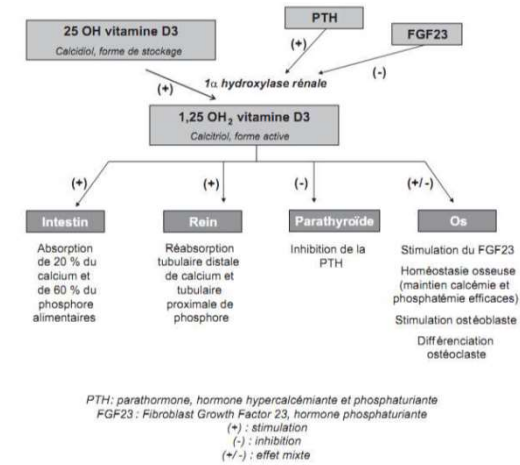 25 OH vitamine D3
Calcidiol, forme de stockage
PTH
FGF23
(+)
(+)
(-)
1α hydroxylase rénale
1,25 OH₂ vitamine D3
Calcitriol, forme active
(+)
(+)
(-)
(+/-)
Intestin
Absorption
de 20 % du
calcium et
de 60 % du
phosphore
alimentaires
Rein
Réabsorption
tubulaire distale
de calcium et
tubulaire
proximale de
phosphore
Parathyroïde
Inhibition de la
PTH
Os
Stimulation du FGF23
Homéostasie osseuse
(maintien calcémie et
phosphatémie efficaces)
Stimulation ostéoblaste
Différenciation
ostéoclaste
PTH: parathormone, hormone hypercalcémiante et phosphaturiante
FGF23 : Fibroblast Growth Factor 23, hormone phosphaturiante
(+) : stimulation
(-) : inhibition
(+/-) : effet mixte